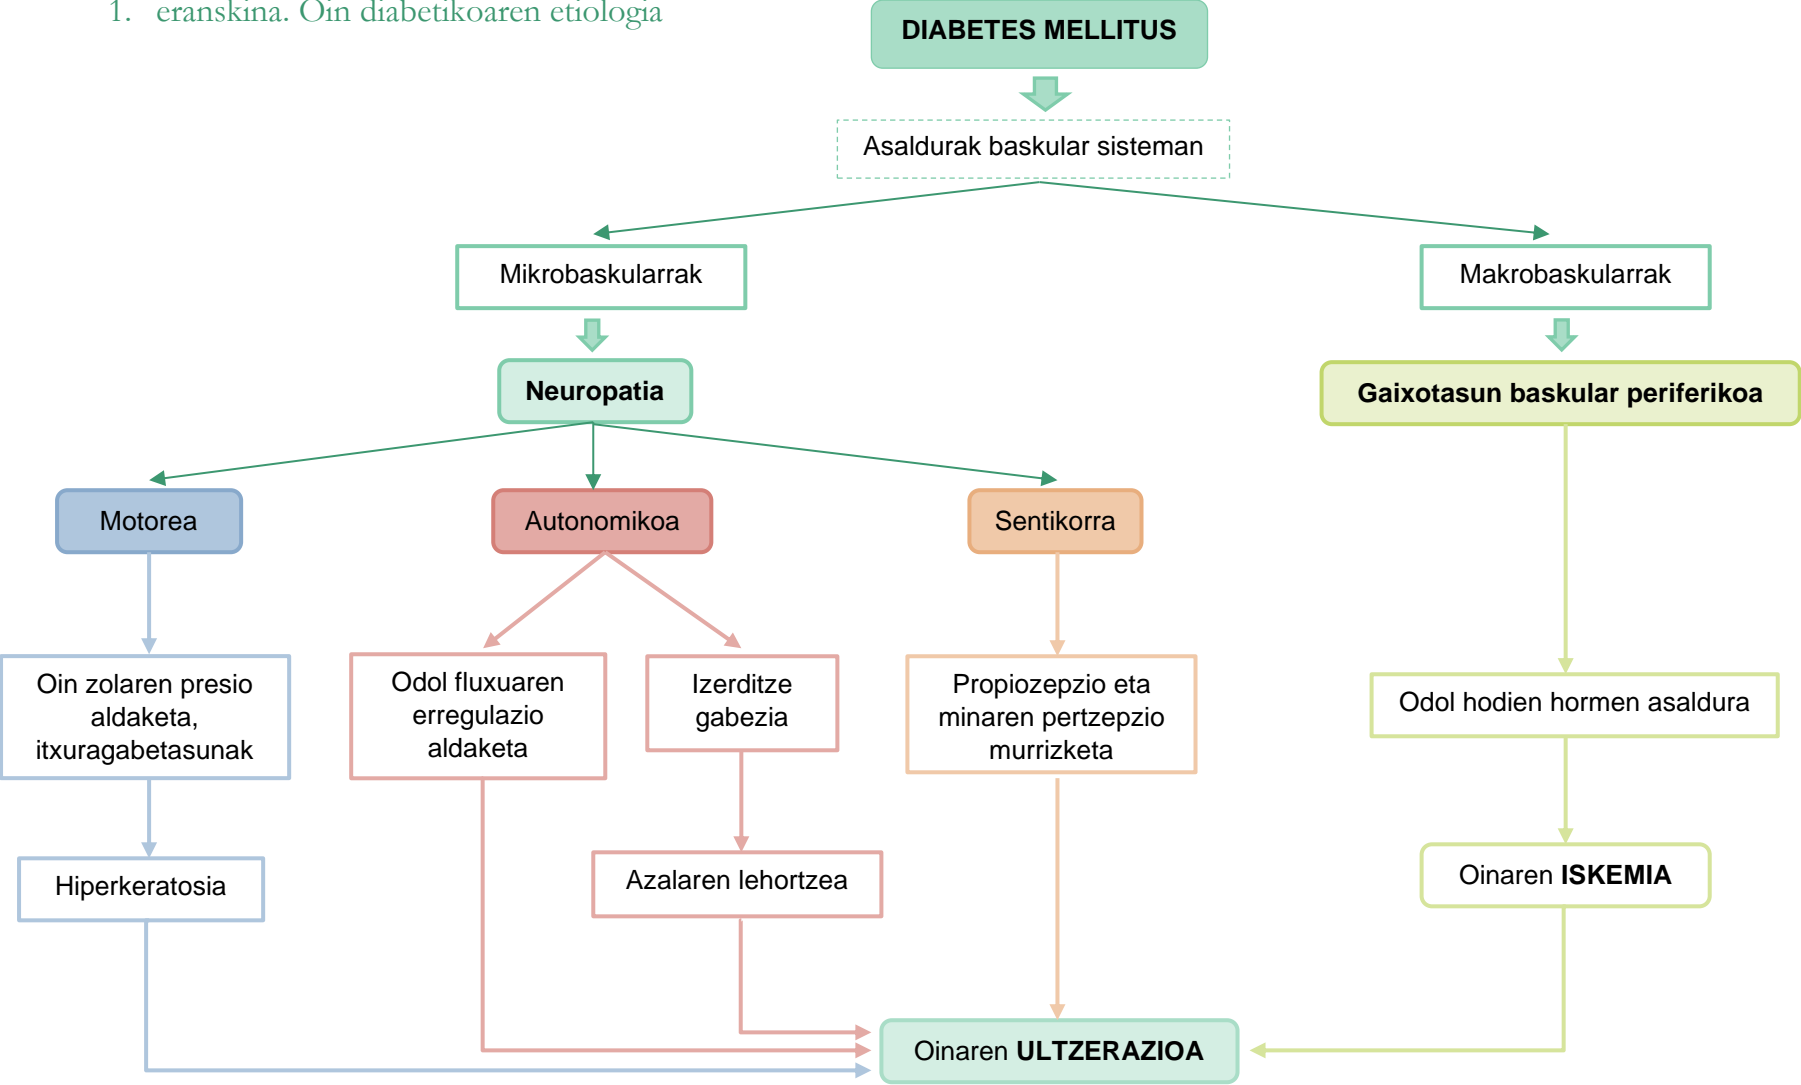 1. eranskina. Oin diabetikoaren etiologia
DIABETES MELLITUS
Asaldurak baskular sisteman
Mikrobaskularrak
Makrobaskularrak
Neuropatia
Gaixotasun baskular periferikoa
Motorea
Autonomikoa
Sentikorra
Oin zolaren presio
aldaketa,
itxuragabetasunak
Odol fluxuaren
erregulazio
aldaketa
Izerditze
gabezia
Propiozepzio eta
minaren pertzepzio
murrizketa
Odol hodien hormen asaldura
Hiperkeratosia
Azalaren lehortzea
Oinaren ISKEMIA
Oinaren ULTZERAZIOA